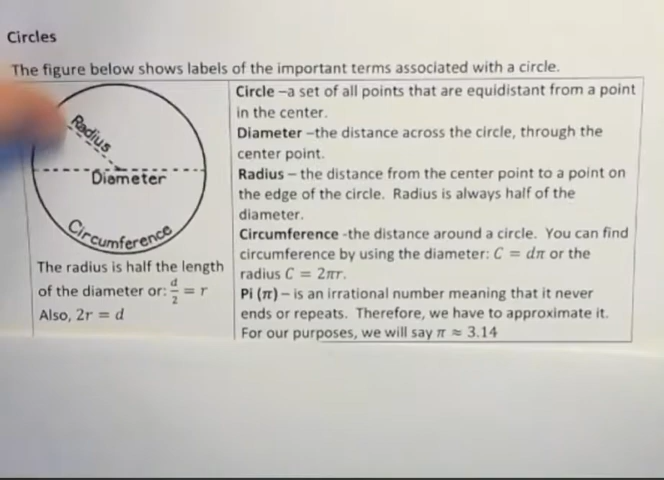 Circles
The figure below shows labels of the important terms associated with a circle.
Radius
Diameter
Circumference
The radius is half the length
of the diameter or: d/2 = r
Also, 2r = d
Circle –a set of all points that are equidistant from a point
in the center.
Diameter –the distance across the circle, through the
center point.
Radius – the distance from the center point to a point on
the edge of the circle. Radius is always half of the
diameter.
Circumference -the distance around a circle. You can find
circumference by using the diameter: C = dπ or the
radius C = 2πr.
Pi (π) – is an irrational number meaning that it never
ends or repeats. Therefore, we have to approximate it.
For our purposes, we will say π ≈ 3.14